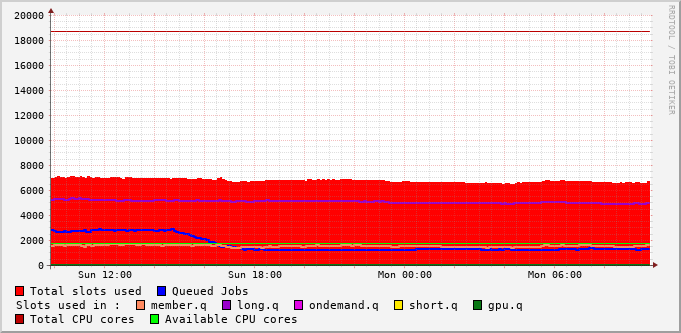 20000
18000
16000
14000
12000
10000
8000
6000
4000
2000
0
Sun 12:00 Sun 18:00 Mon 00:00 Mon 06:00
RRDTOOL / TOBI OETIKER
Total slots used Queued Jobs
Slots used in : member.q long.q ondemand.q short.q gpu.q
Total CPU cores Available CPU cores